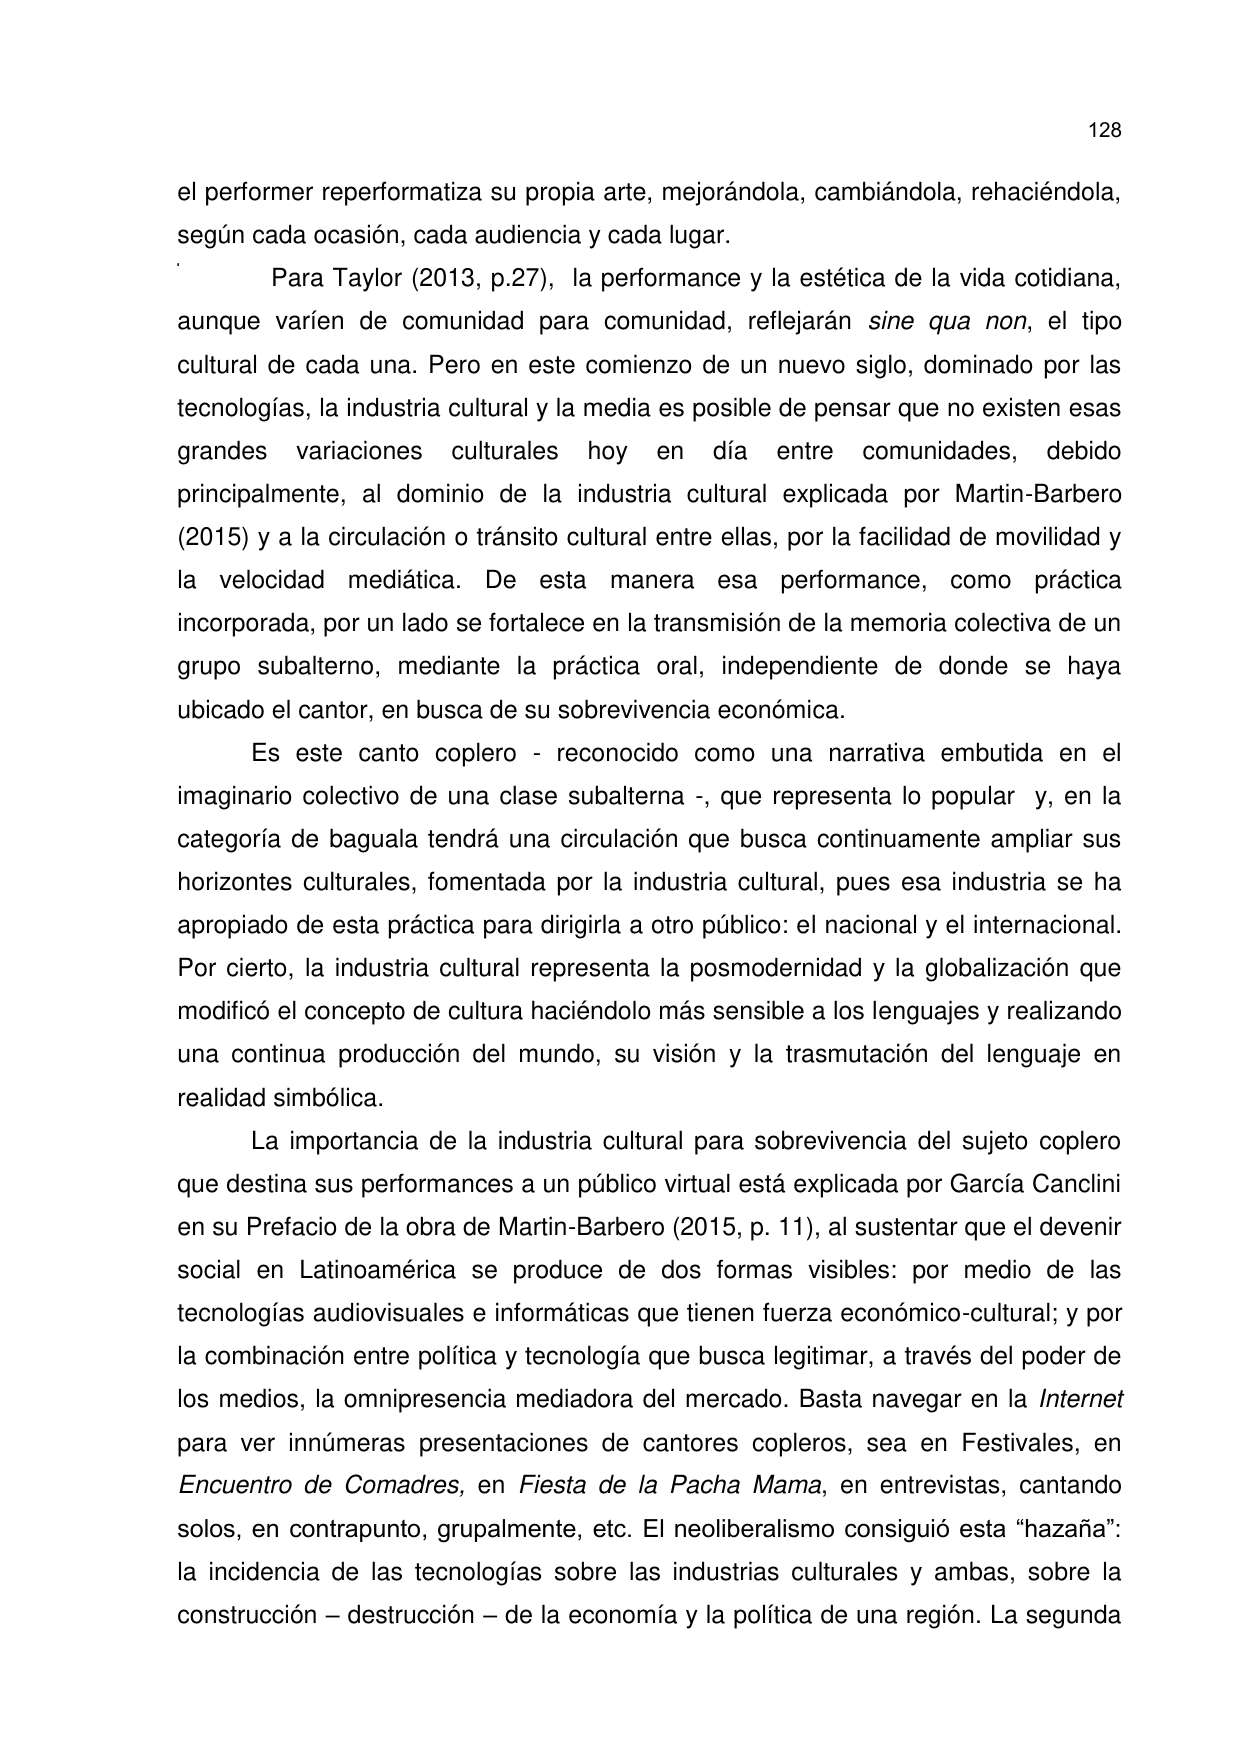 128
el performer reperformatiza su propia arte, mejorándola, cambiándola, rehaciéndola,
según cada ocasión, cada audiencia y cada lugar.
Para Taylor (2013, p.27), la performance y la estética de la vida cotidiana,
aunque varíen de comunidad para comunidad, reflejarán sine qua non, el tipo
cultural de cada una. Pero en este comienzo de un nuevo siglo, dominado por las
tecnologías, la industria cultural y la media es posible de pensar que no existen esas
grandes variaciones culturales hoy en día entre comunidades, debido
principalmente, al dominio de la industria cultural explicada por Martin-Barbero
(2015) y a la circulación o tránsito cultural entre ellas, por la facilidad de movilidad y
la velocidad mediática. De esta manera esa performance, como práctica
incorporada, por un lado se fortalece en la transmisión de la memoria colectiva de un
grupo subalterno, mediante la práctica oral, independiente de donde se haya
ubicado el cantor, en busca de su sobrevivencia económica.
Es este canto coplero - reconocido como una narrativa embutida en el
imaginario colectivo de una clase subalterna -, que representa lo popular y, en la
categoría de baguala tendrá una circulación que busca continuamente ampliar sus
horizontes culturales, fomentada por la industria cultural, pues esa industria se ha
apropiado de esta práctica para dirigirla a otro público: el nacional y el internacional.
Por cierto, la industria cultural representa la posmodernidad y la globalización que
modificó el concepto de cultura haciéndolo más sensible a los lenguajes y realizando
una continua producción del mundo, su visión y la trasmutación del lenguaje en
realidad simbólica.
La importancia de la industria cultural para sobrevivencia del sujeto coplero
que destina sus performances a un público virtual está explicada por García Canclini
en su Prefacio de la obra de Martin-Barbero (2015, p. 11), al sustentar que el devenir
social en Latinoamérica se produce de dos formas visibles: por medio de las
tecnologías audiovisuales e informáticas que tienen fuerza económico-cultural; y por
la combinación entre política y tecnología que busca legitimar, a través del poder de
los medios, la omnipresencia mediadora del mercado. Basta navegar en la Internet
para ver innúmeras presentaciones de cantores copleros, sea en Festivales, en
Encuentro de Comadres, en Fiesta de la Pacha Mama, en entrevistas, cantando
solos, en contrapunto, grupalmente, etc. El neoliberalismo consiguió esta “hazaña”:
la incidencia de las tecnologías sobre las industrias culturales y ambas, sobre la
construcción – destrucción – de la economía y la política de una región. La segunda